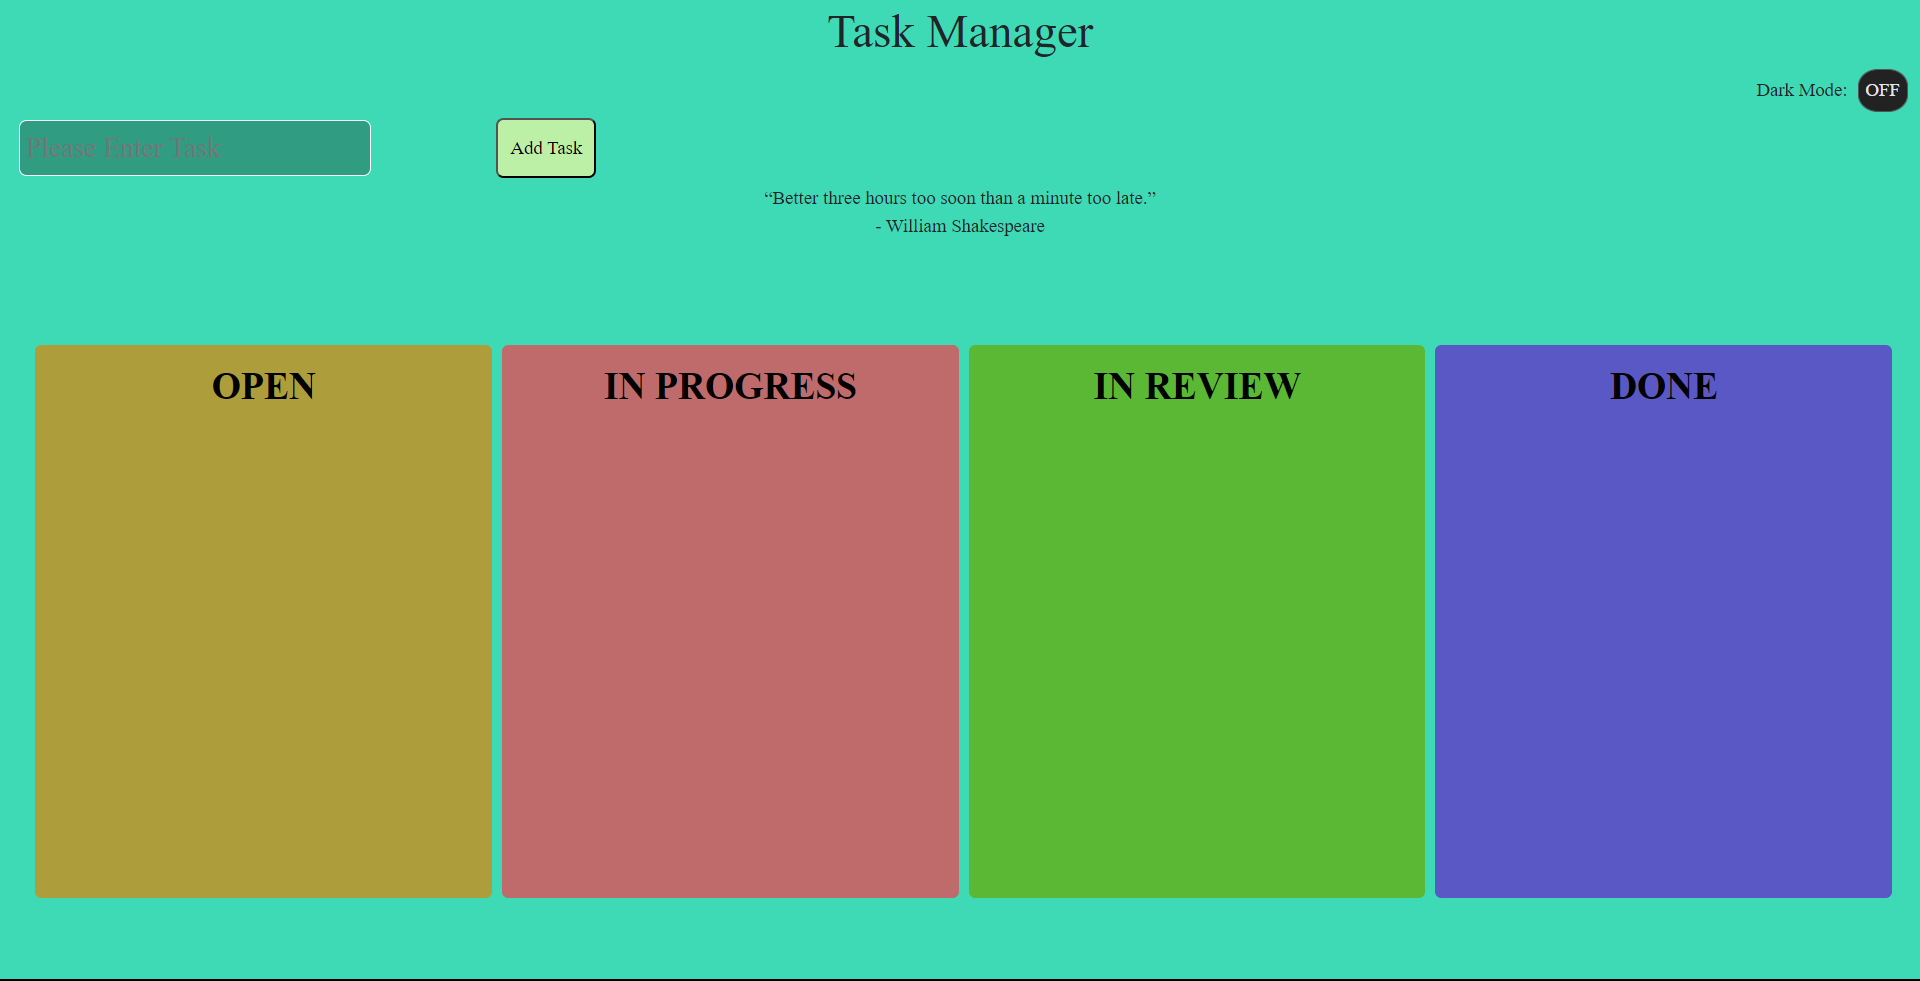 Task Manager
Dark Mode: OFF
Please Enter Task
Add Task
“Better three hours too soon than a minute too late.”
- William Shakespeare
OPEN
IN PROGRESS
IN REVIEW
DONE